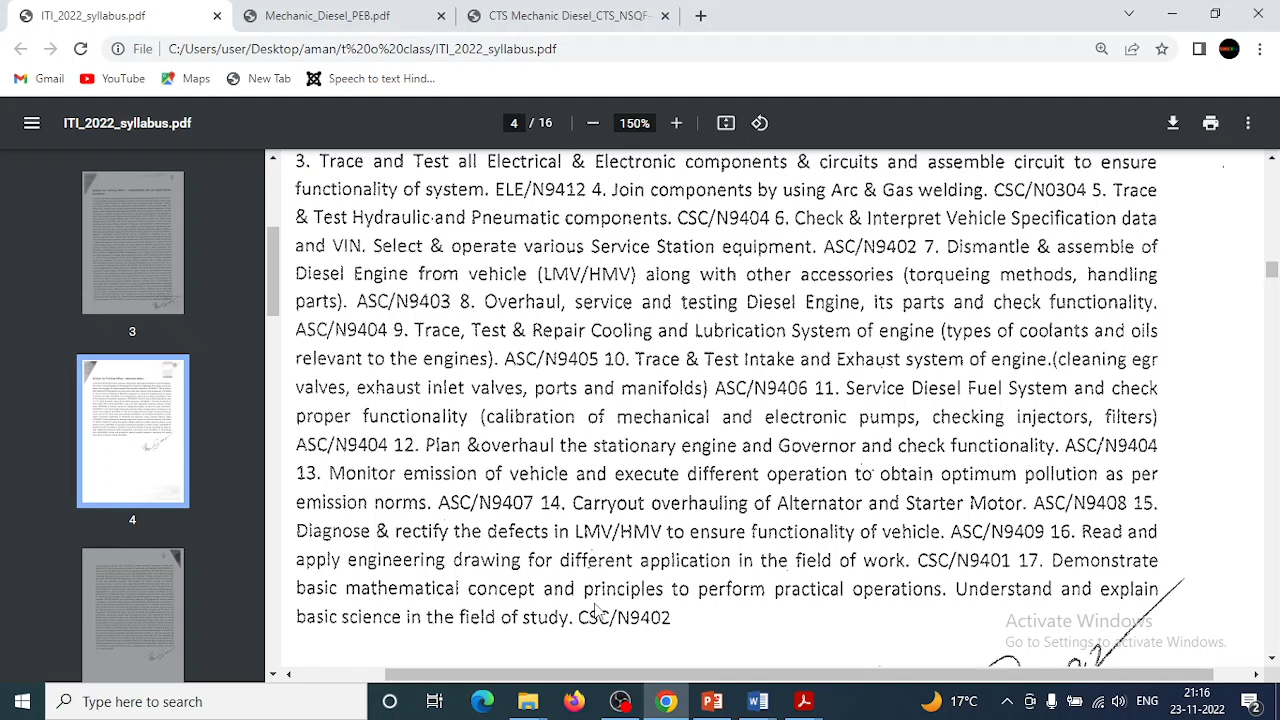 ITI_2022_syllabus.pdf
Mechanic_Diesel_PEB.pdf
CTS Mechanic Diesel_CTS_NSQF-
File C:/Users/user/Desktop/aman/t%20o%20class/ITI_2022_syllabus.pdf
Gmail YouTube Maps New Tab Speech to text Hind...
ITI_2022_syllabus.pdf
4 / 16 150%
3. Trace and Test all Electrical & Electronic components & circuits and assemble circuit to ensure
functionality of system. 4. Join components by using Arc & Gas welding. CSC/N0304 5. Trace
& Test Hydraulic and Pneumatic components. CSC/N9404 6. Check & Interpret Vehicle Specification data
and VIN. Select & operate various Service Station equipment. ASC/N9402 7. Dismantle & assemble of
Diesel Engine from vehicle (LMV/HMV) along with other accessories (torqueing methods, handling
parts). ASC/N9403 8. Overhaul, service and testing Diesel Engine, its parts and check functionality.
ASC/N9404 9. Trace, Test & Repair Cooling and Lubrication System of engine (types of coolants and oils
relevant to the engines). ASC/N9405 10. Trace & Test Intake and Exhaust system of engine (cleaning egr
valves, exhaust inlet valves, manifolds) 11. Service Diesel Fuel System and check
proper functionality (calibration of mechanical and electrical pumps, checking injectors, filters)
ASC/N9404 12. Plan &overhaul the stationary engine and Governor and check functionality. ASC/N9404
13. Monitor emission of vehicle and execute different operation to obtain optimum pollution as per
emission norms. ASC/N9407 14. Carryout overhauling of Alternator and Starter Motor. ASC/N9408 15.
Diagnose & rectify the defects in LMV/HMV to ensure functionality of vehicle. ASC/N9409 16. Read and
apply engineering drawing for different application in the field of work. CSC/N9401 17. Demonstrate
basic mathematical concept and principles to perform practical operations. Understand and explain
basic science in the field of study. CSC/N9402
3
4
Activate Windows
Go to Settings to activate Windows.
Type here to search
17°C
ENG
21:16
23-11-2022
2